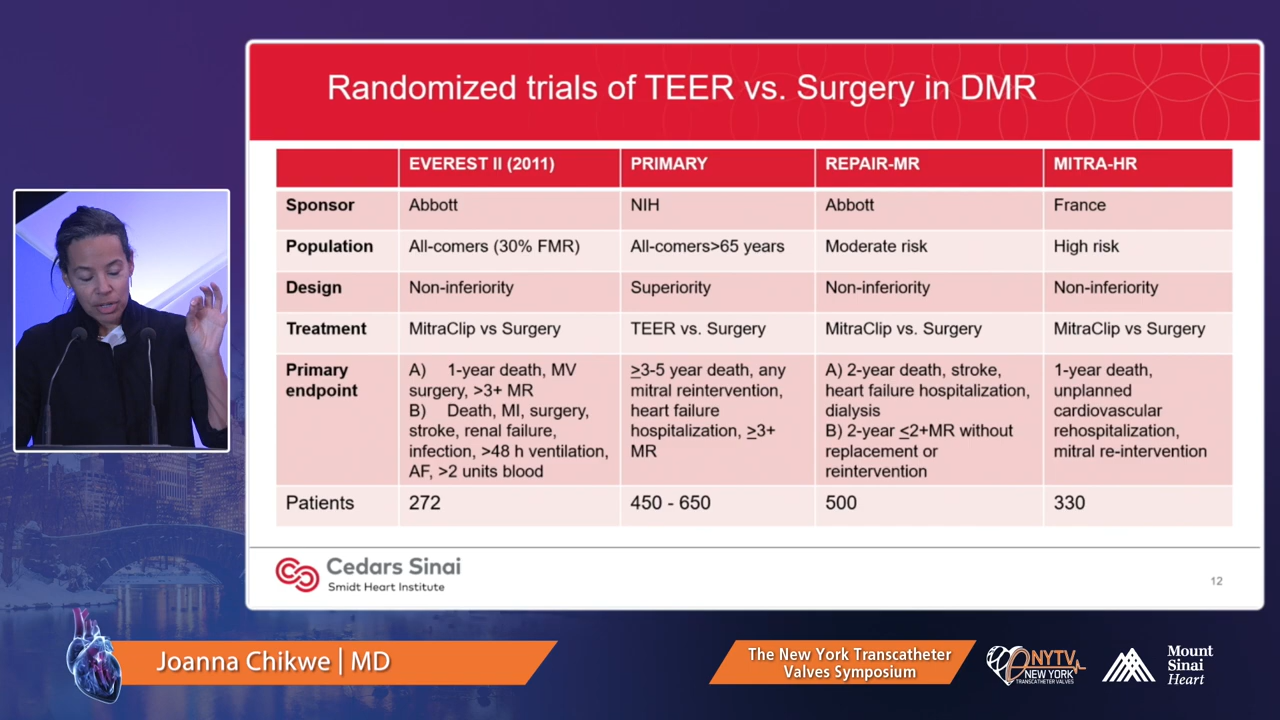 Randomized trials of TEER vs. Surgery in DMR
EVEREST II (2011) PRIMARY REPAIR-MR MITRA-HR
Sponsor Abbott NIH Abbott France
Population All-comers (30% FMR) All-comers>65 years Moderate risk High risk
Design Non-inferiority Superiority Non-inferiority Non-inferiority
Treatment MitraClip vs Surgery TEER vs. Surgery MitraClip vs. Surgery MitraClip vs Surgery
Primary
endpoint
A) 1-year death, MV
surgery, >3+ MR
B) Death, MI, surgery,
stroke, renal failure,
infection, >48 h ventilation,
AF, >2 units blood
≥3-5 year death, any
mitral reintervention,
heart failure
hospitalization, ≥3+
MR
A) 2-year death, stroke,
heart failure hospitalization,
dialysis
B) 2-year ≤2+MR without
replacement or
reintervention
1-year death,
unplanned
cardiovascular
rehospitalization,
mitral re-intervention
Patients 272 450 - 650 500 330
Cedars Sinai
Smidt Heart Institute
12
Joanna Chikwe | MD
The New York Transcatheter
Valves Symposium
NYTV
NEW YORK
TRANSCATHETER VALVES
Mount
Sinai
Heart